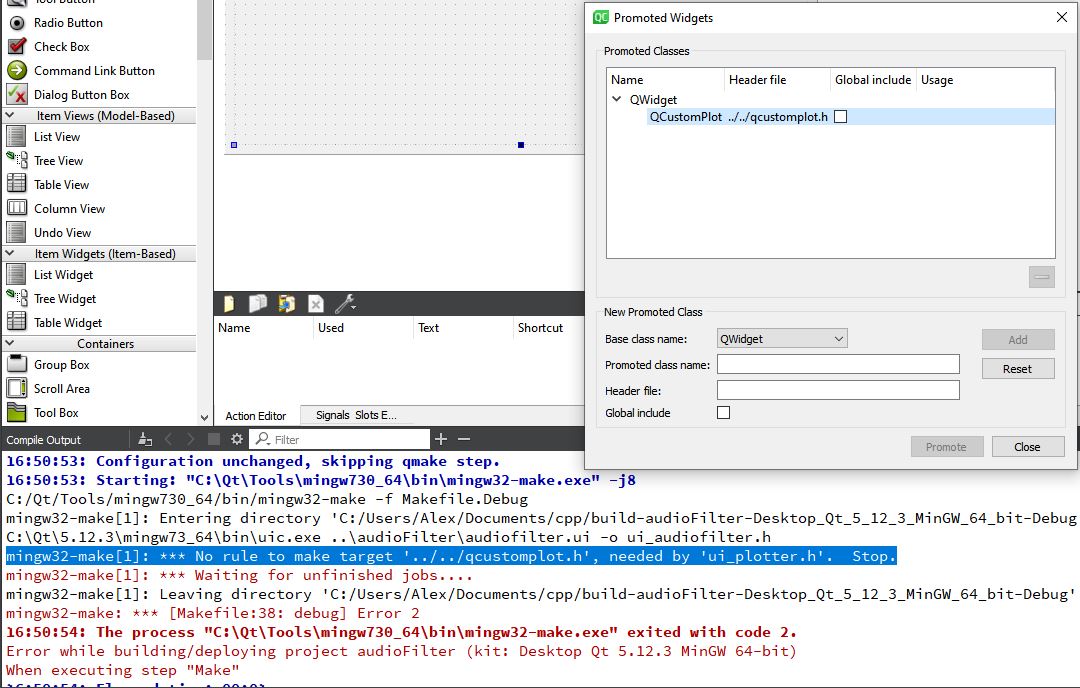 Tool Button
Radio Button
Check Box
Command Link Button
Dialog Button Box
Item Views (Model-Based)
List View
Tree View
Table View
Column View
Undo View
Item Widgets (Item-Based)
List Widget
Tree Widget
Table Widget
Containers
Group Box
Scroll Area
Tool Box
Name Used Text Shortcut
Action Editor Signals Slots E...
QC Promoted Widgets
Promoted Classes
Name Header file Global include Usage
QWidget
QCustomPlot ../../qcustomplot.h
New Promoted Class
Base class name: QWidget Add
Promoted class name: Reset
Header file:
Global include
Promote Close
Compile Output Filter
16:50:53: Configuration unchanged, skipping qmake step.
16:50:53: Starting: "C:\Qt\Tools\mingw730_64\bin\mingw32-make.exe" -j8
C:/Qt/Tools/mingw730_64/bin/mingw32-make -f Makefile.Debug
mingw32-make[1]: Entering directory 'C:/Users/Alex/Documents/cpp/build-audioFilter-Desktop_Qt_5_12_3_MinGW_64_bit-Debug
C:\Qt\5.12.3\mingw73_64\bin\uic.exe ..\audioFilter\audiofilter.ui -o ui_audiofilter.h
mingw32-make[1]: *** No rule to make target '../../qcustomplot.h', needed by 'ui_plotter.h'.  Stop.
mingw32-make[1]: *** Waiting for unfinished jobs....
mingw32-make[1]: Leaving directory 'C:/Users/Alex/Documents/cpp/build-audioFilter-Desktop_Qt_5_12_3_MinGW_64_bit-Debug'
mingw32-make: *** [Makefile:38: debug] Error 2
16:50:54: The process "C:\Qt\Tools\mingw730_64\bin\mingw32-make.exe" exited with code 2.
Error while building/deploying project audioFilter (kit: Desktop Qt 5.12.3 MinGW 64-bit)
When executing step "Make"